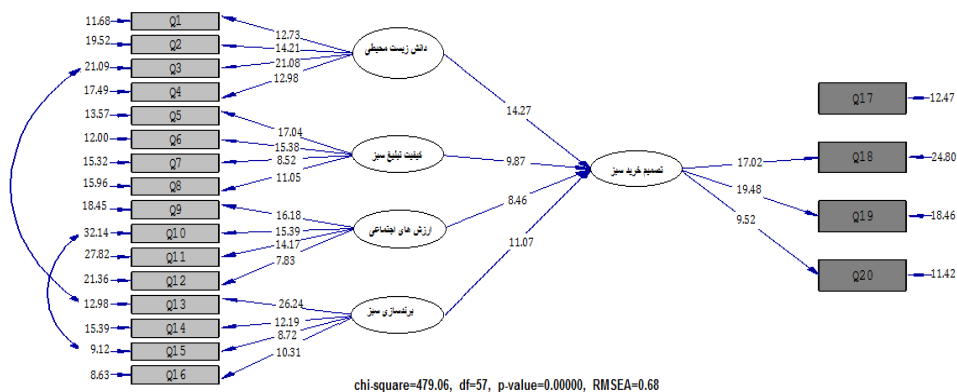 11.68 Q1
19.52 Q2
21.09 Q3
17.49 Q4
13.57 Q5
12.00 Q6
15.32 Q7
15.96 Q8
18.45 Q9
32.14 Q10
27.82 Q11
21.36 Q12
12.98 Q13
15.39 Q14
9.12 Q15
8.63 Q16
12.73
14.21
21.08
12.98
17.04
15.38
8.52
11.05
16.18
15.39
14.17
7.83
26.24
12.19
8.72
10.31
دانش زیست محیطی
کیفیت تبلیغ سبز
ارزش های اجتماعی
برندسازی سبز
14.27
9.87
8.46
11.07
تصمیم خرید سبز
17.02
19.48
9.52
Q17 12.47
Q18 24.80
Q19 18.46
Q20 11.42
chi-square=479.06, df=57, p-value=0.00000, RMSEA=0.68